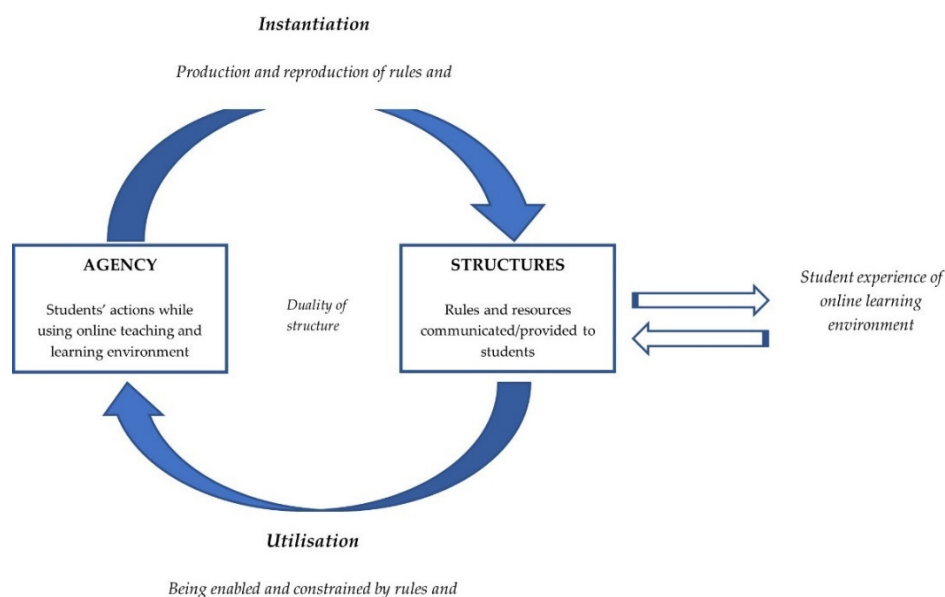 Instantiation
Production and reproduction of rules and
AGENCY
Students’ actions while
using online teaching and
learning environment
Duality of
structure
STRUCTURES
Rules and resources
communicated/provided to
students
Student experience of
online learning
environment
Utilisation
Being enabled and constrained by rules and